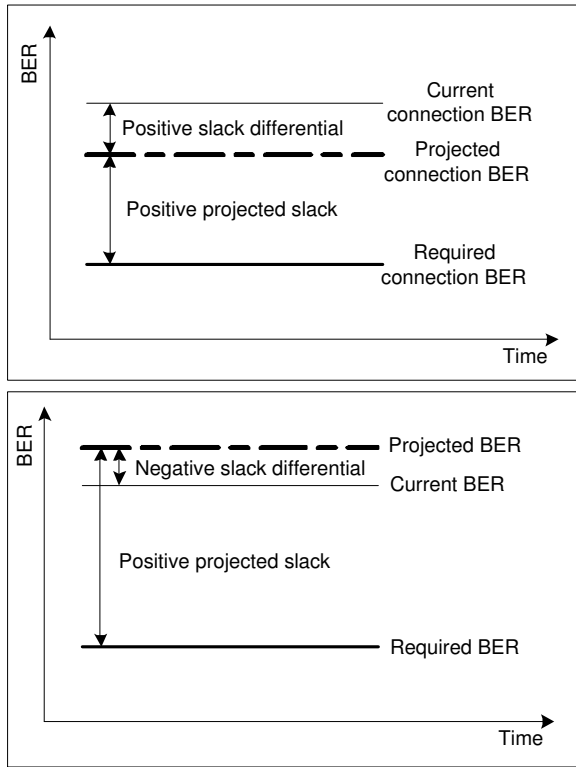 BER
Current
connection BER
Positive slack differential
Projected
connection BER
Positive projected slack
Required
connection BER
Time
BER
Projected BER
Negative slack differential
Current BER
Positive projected slack
Required BER
Time